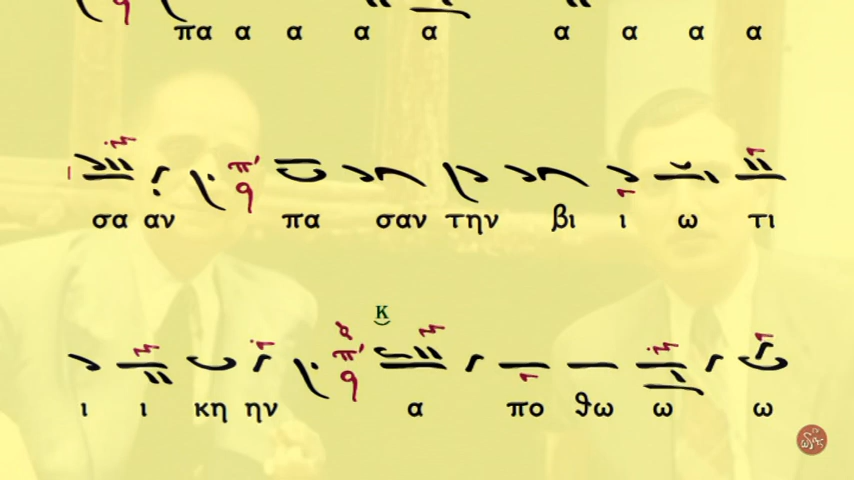 πα α α α α α α α α
σα αν πα σαν την βι ι ω τι
Κ
ι ι κη ην α πο θω ω ω